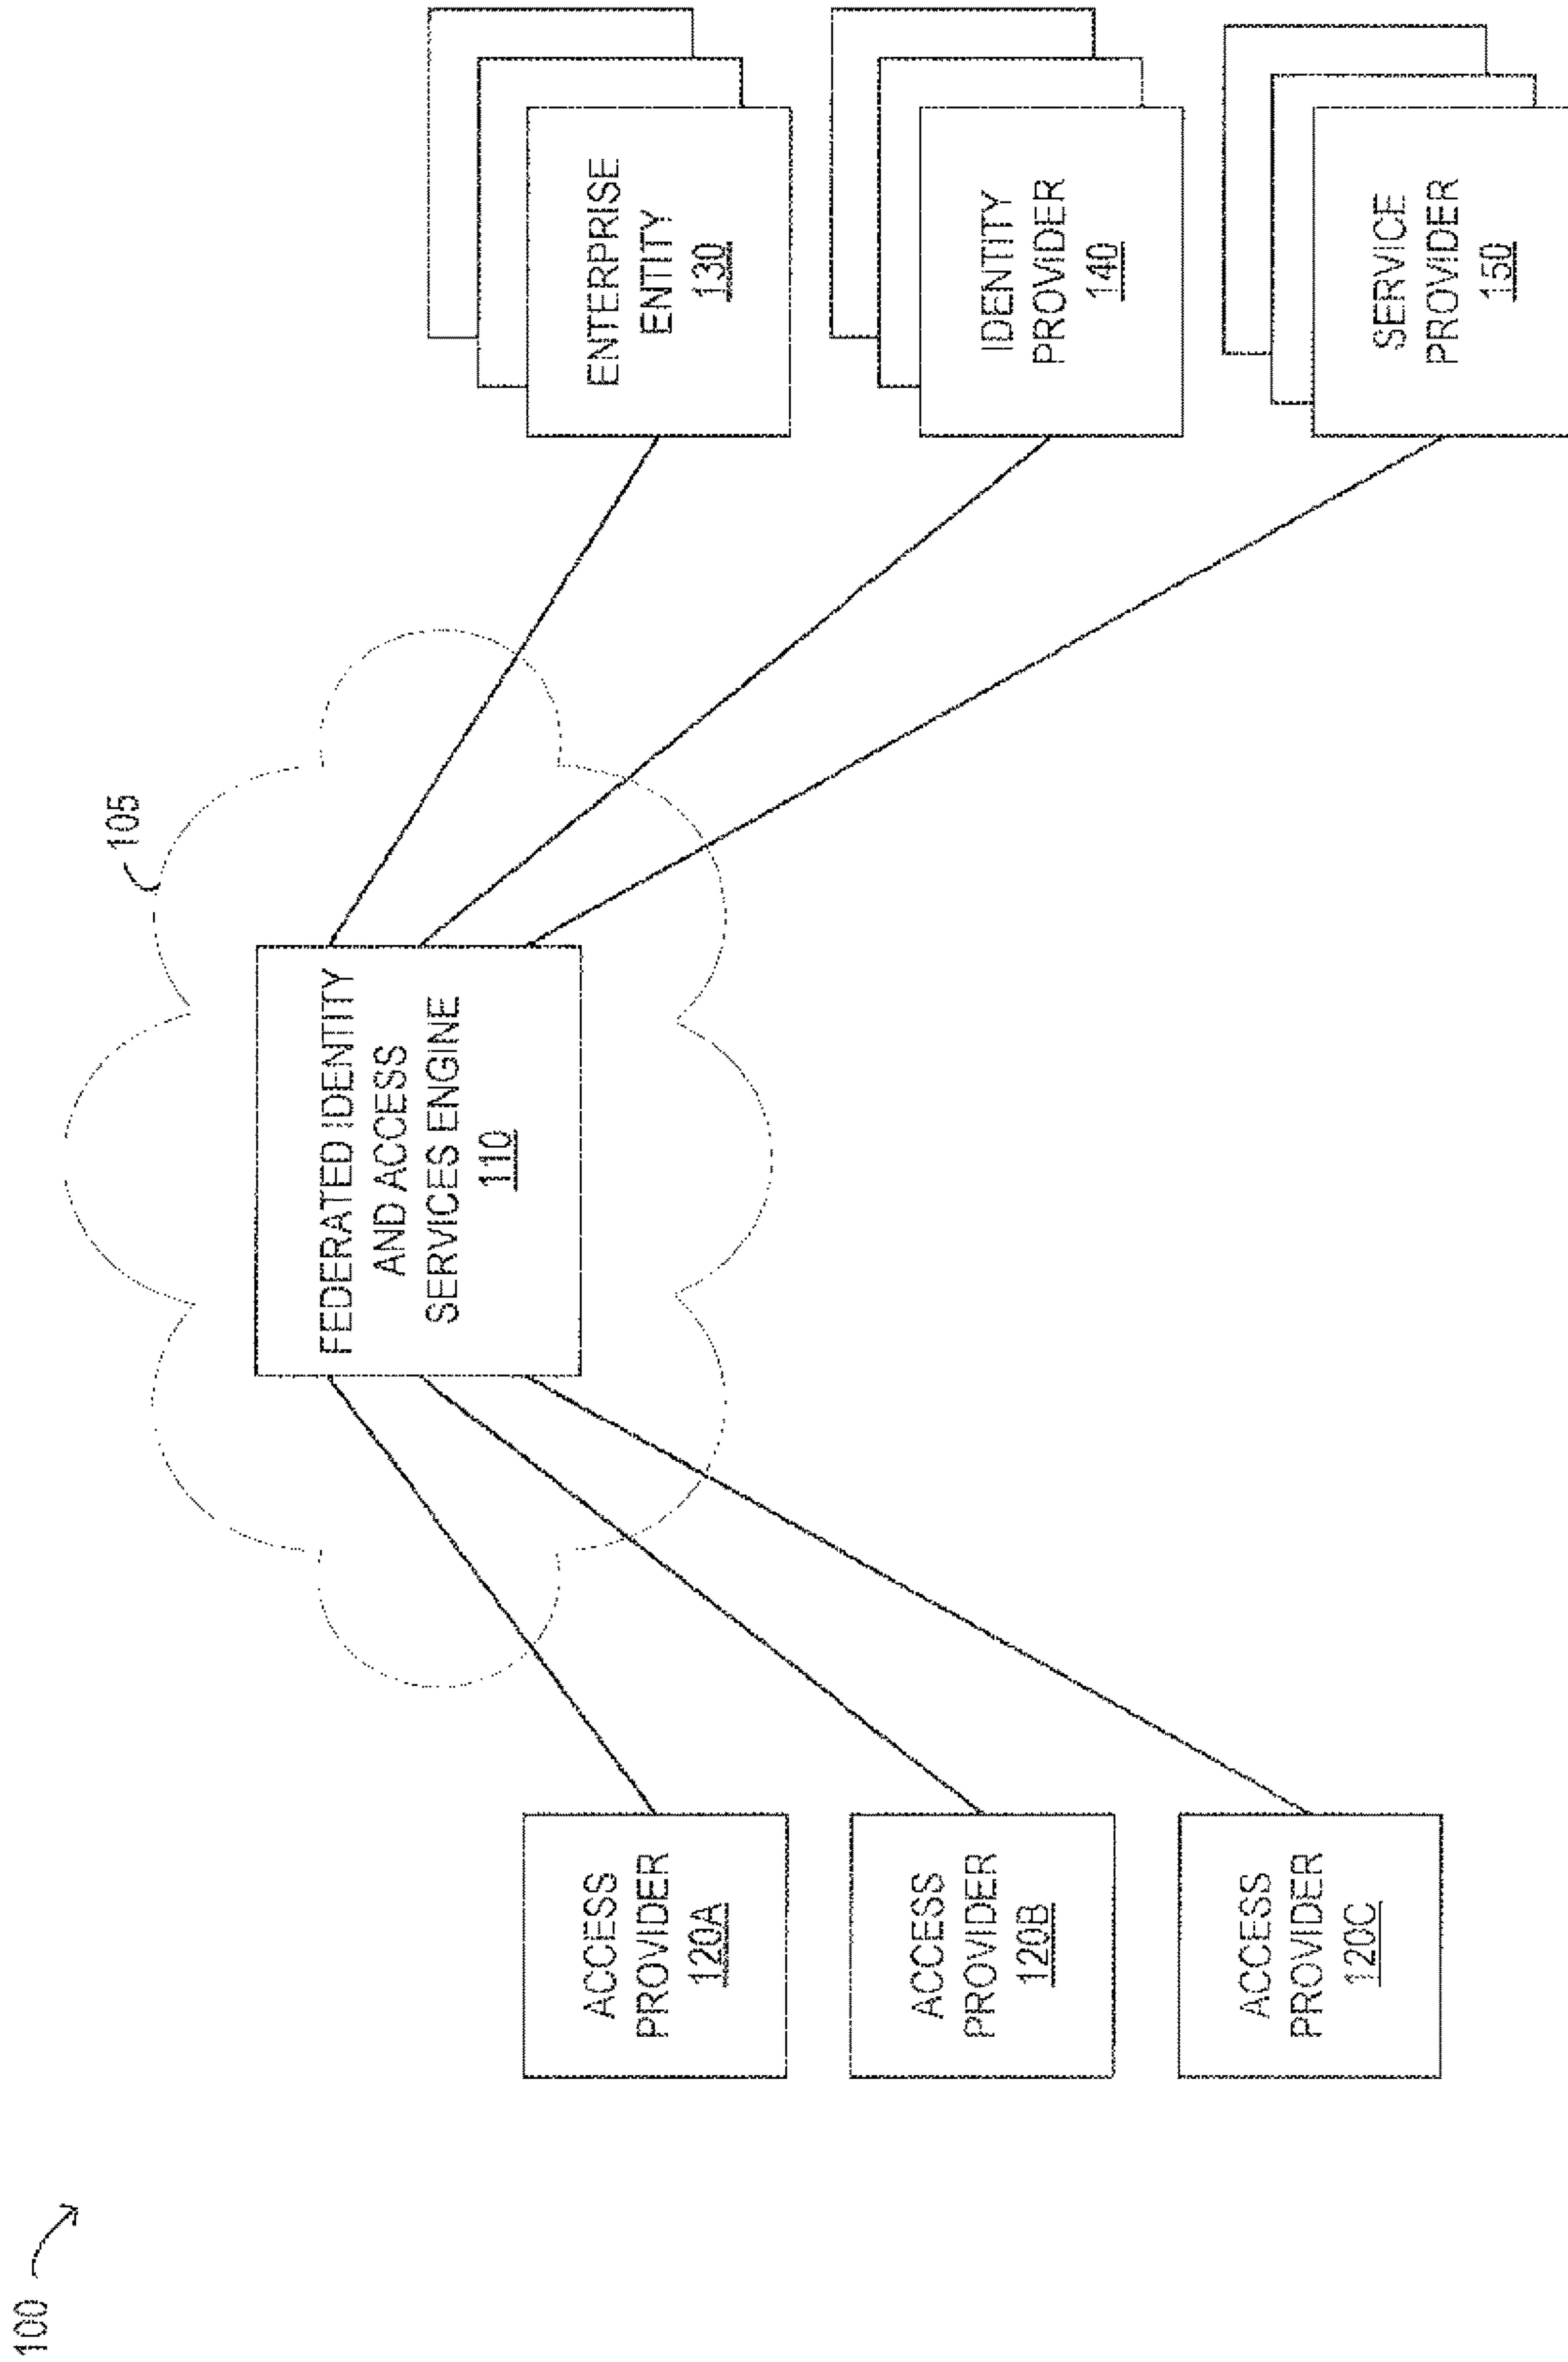 100
105
FEDERATED IDENTITY
AND ACCESS
SERVICES ENGINE
110
ACCESS
PROVIDER
120A
ACCESS
PROVIDER
120B
ACCESS
PROVIDER
120C
ENTERPRISE
ENTITY
130
IDENTITY
PROVIDER
140
SERVICE
PROVIDER
150